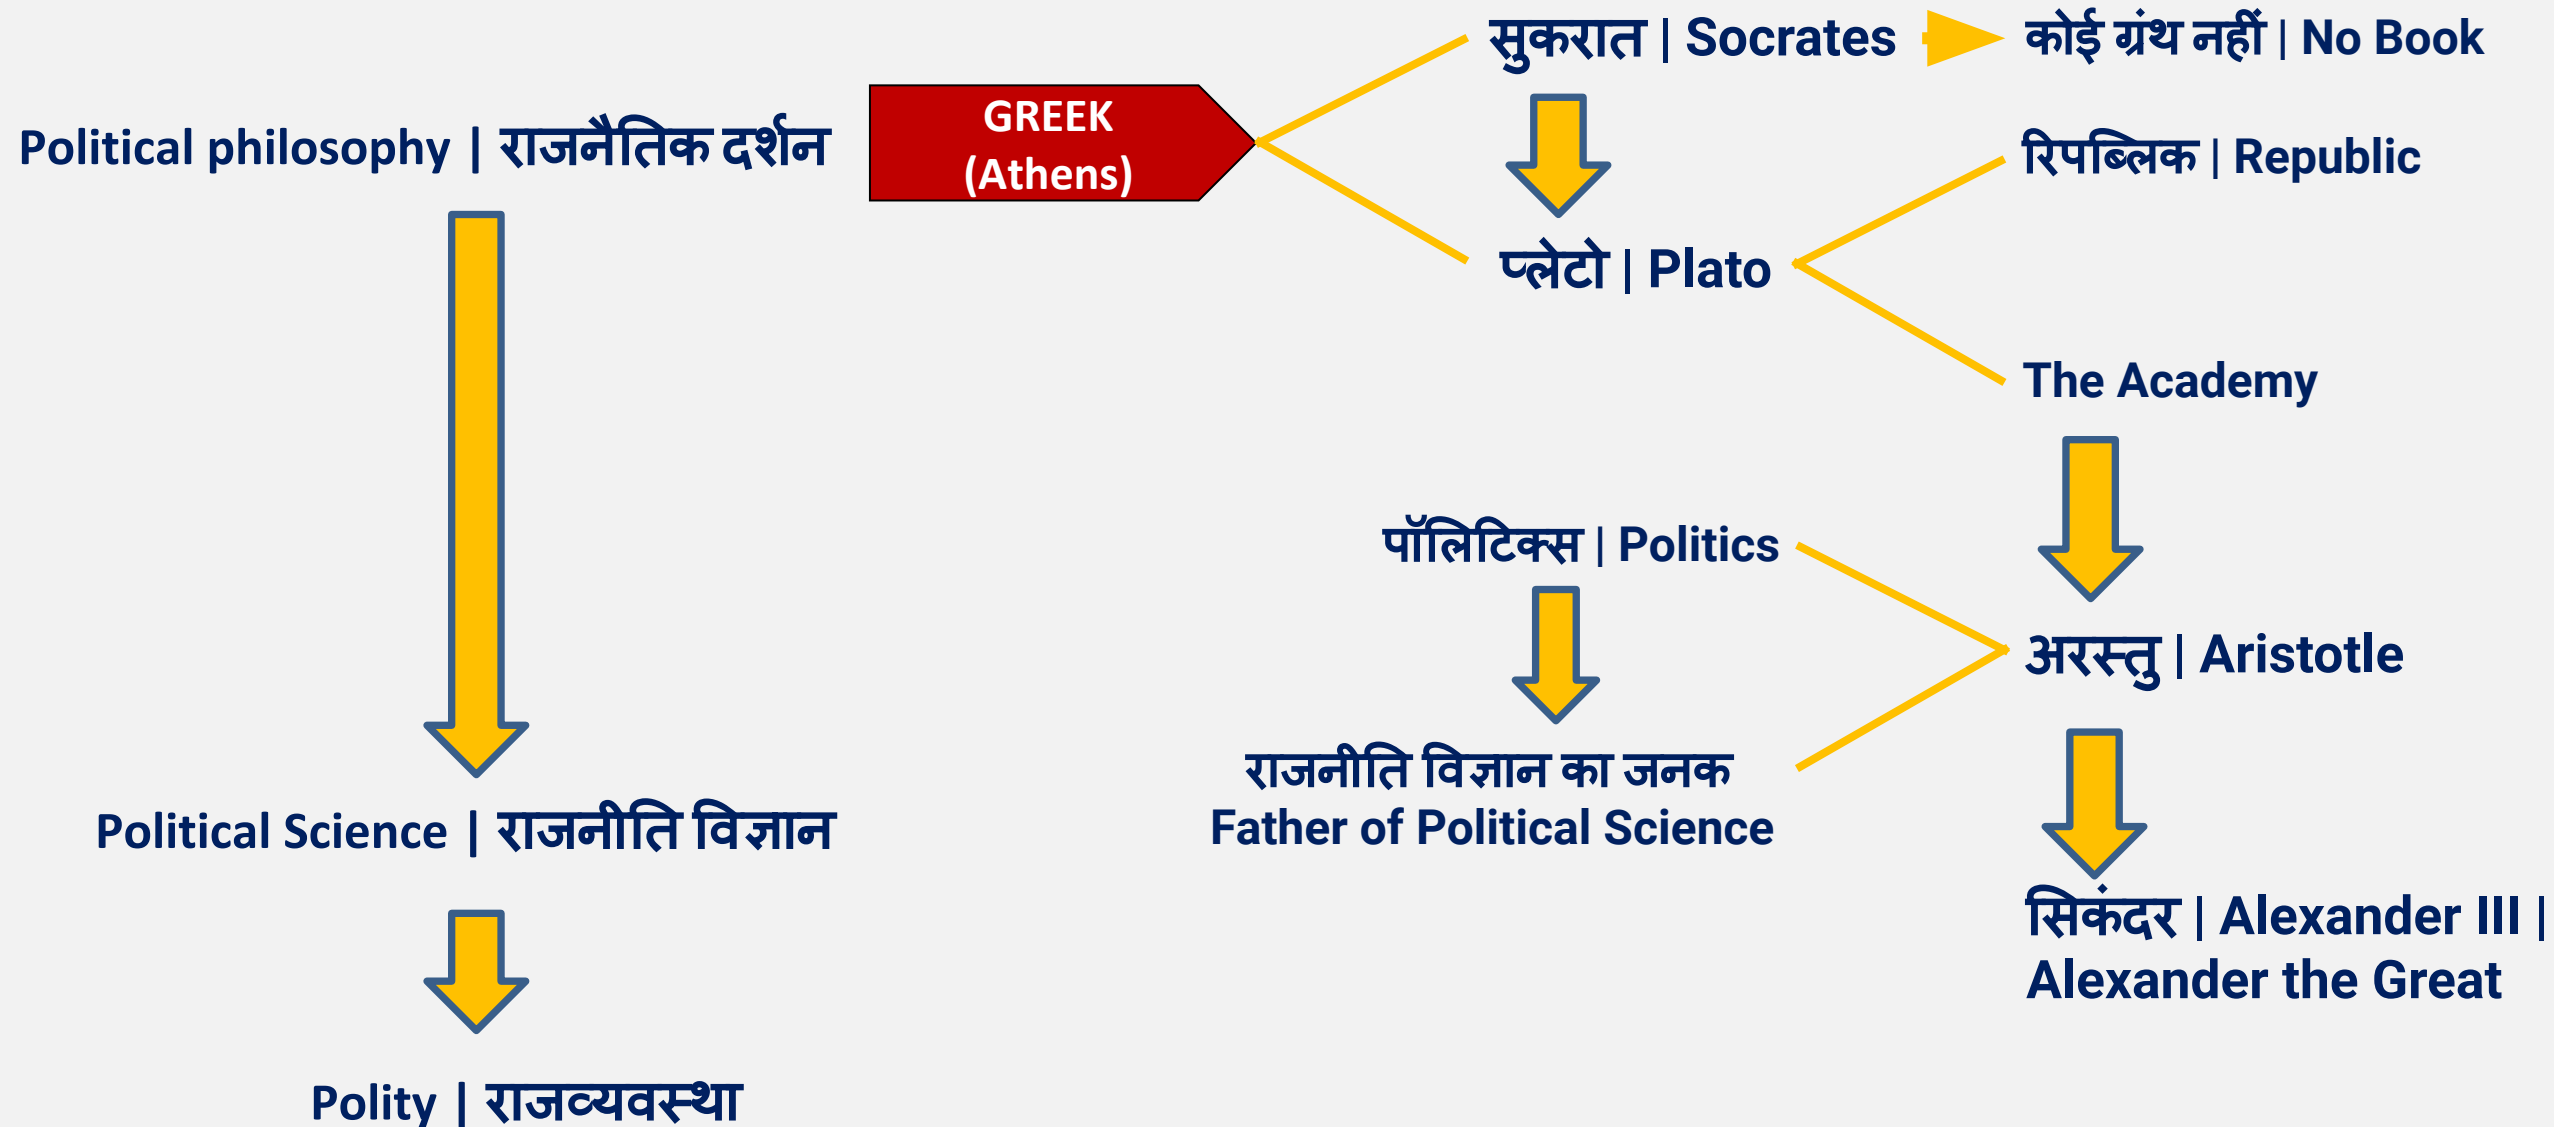 सुकरात | Socrates
कोई ग्रंथ नहीं | No Book
GREEK
(Athens)
Political philosophy | राजनैतिक दर्शन
रिपब्लिक | Republic
प्लेटो | Plato
The Academy
पॉलिटिक्स | Politics
अरस्तु | Aristotle
राजनीति विज्ञान का जनक
Father of Political Science
Political Science | राजनीति विज्ञान
सिकंदर | Alexander III |
Alexander the Great
Polity | राजव्यवस्था